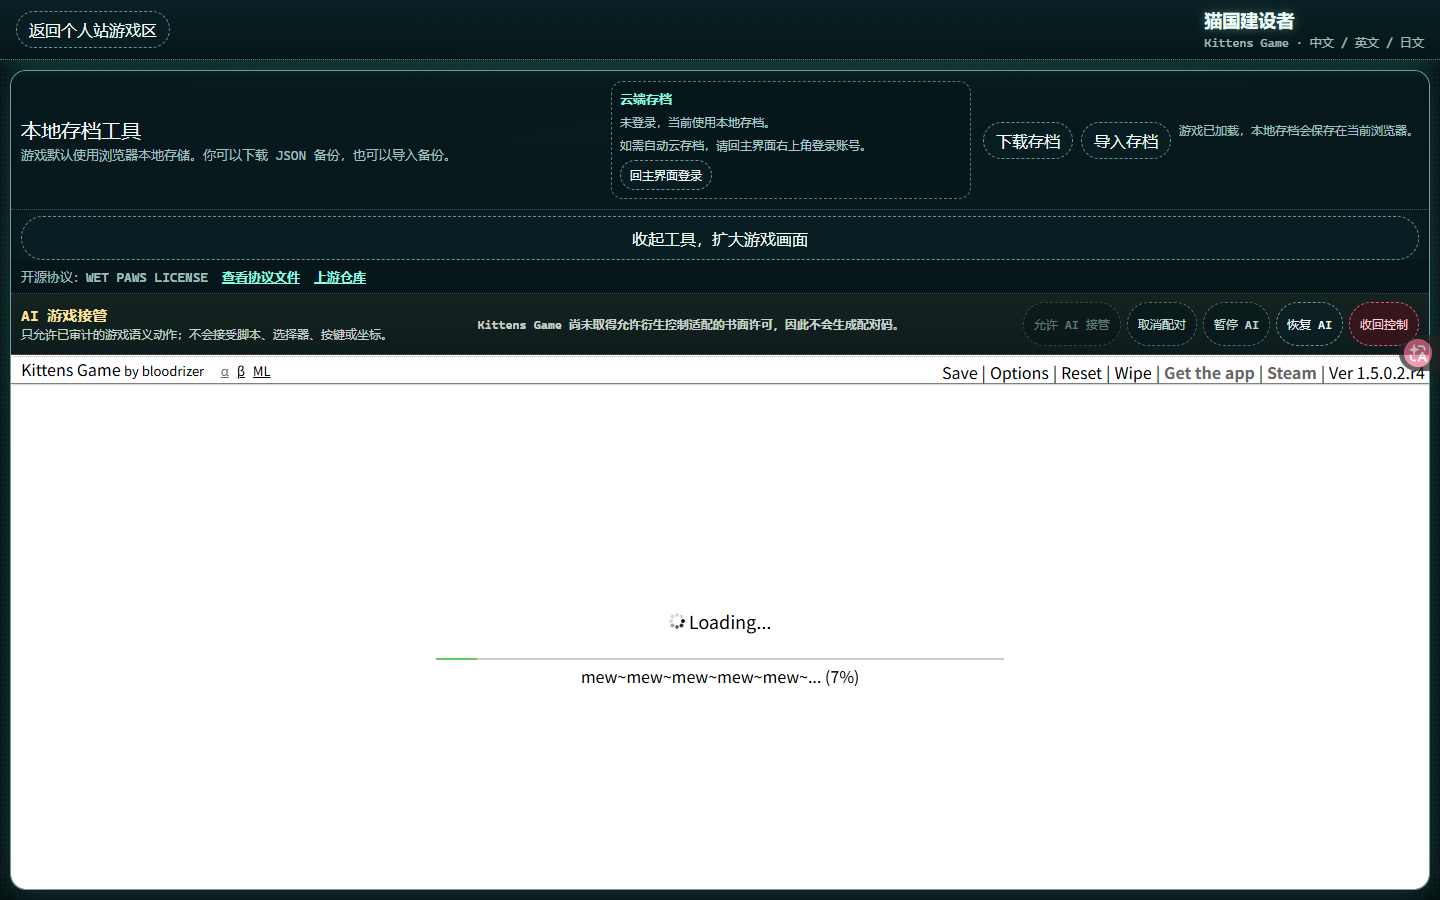 返回个人站游戏区
猫国建设者
Kittens Game · 中文 / 英文 / 日文
本地存档工具
游戏默认使用浏览器本地存储。你可以下载 JSON 备份，也可以导入备份。
云端存档
未登录，当前使用本地存档。
如需自动云存档，请回主界面右上角登录账号。
回主界面登录
下载存档
导入存档
游戏已加载，本地存档会保存在当前浏览器。
收起工具，扩大游戏画面
开源协议：WET PAWS LICENSE 查看协议文件 上游仓库
AI 游戏接管
只允许已审计的游戏语义动作；不会接受脚本、选择器、按键或坐标。
Kittens Game 尚未取得允许衍生控制适配的书面许可，因此不会生成配对码。
允许 AI 接管
取消配对
暂停 AI
恢复 AI
收回控制
Kittens Game by bloodrizer α β ML
Save | Options | Reset | Wipe | Get the app | Steam | Ver 1.5.0.2.r4
Loading...
mew~mew~mew~mew~mew~... (7%)